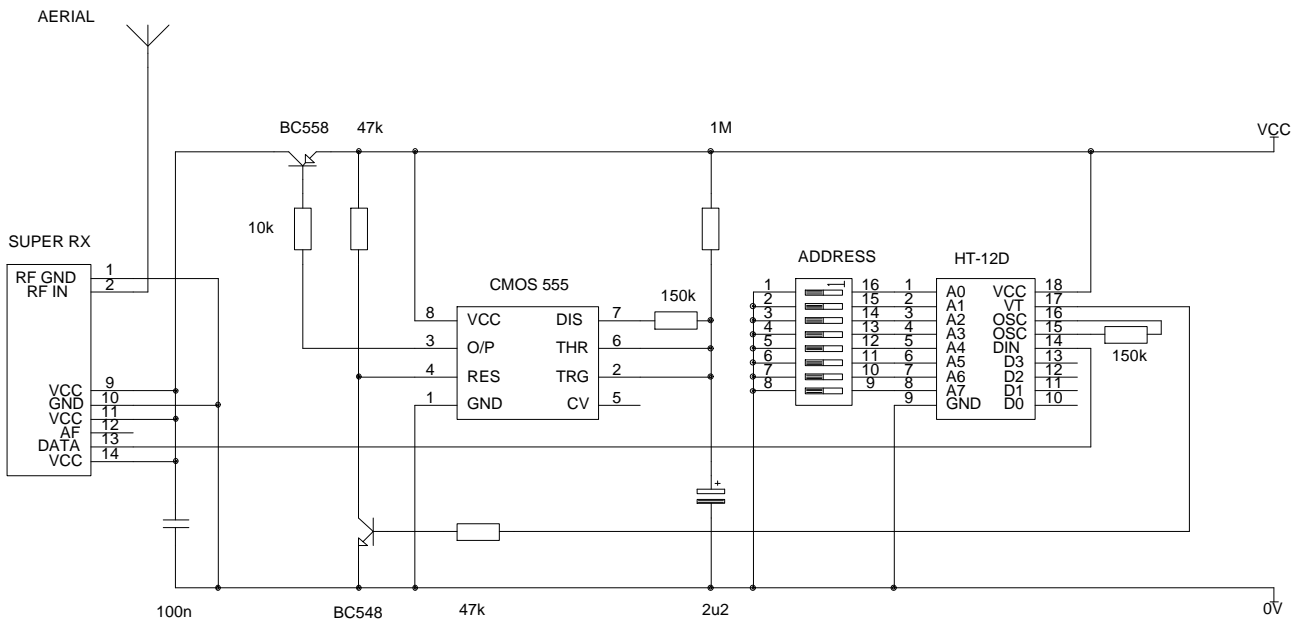 AERIAL
BC558 47k 1M VCC
10k
SUPER RX
1
RF GND
2
RF IN
9
VCC
10
GND
11
VCC
12
AF
13
DATA
14
VCC
CMOS 555
8 VCC DIS 7
3 O/P THR 6
4 RES TRG 2
1 GND CV 5
150k
ADDRESS HT-12D
1 1 16 1 A0 VCC 18
2 15 2 A1 VT 17
3 14 3 A2 OSC 16
4 13 4 A3 OSC 15
5 12 5 A4 DIN 14
6 11 6 A5 D3 13
7 10 7 A6 D2 12
8 9 8 A7 D1 11
9 GND D0 10
150k
+
100n BC548 47k 2u2 0V